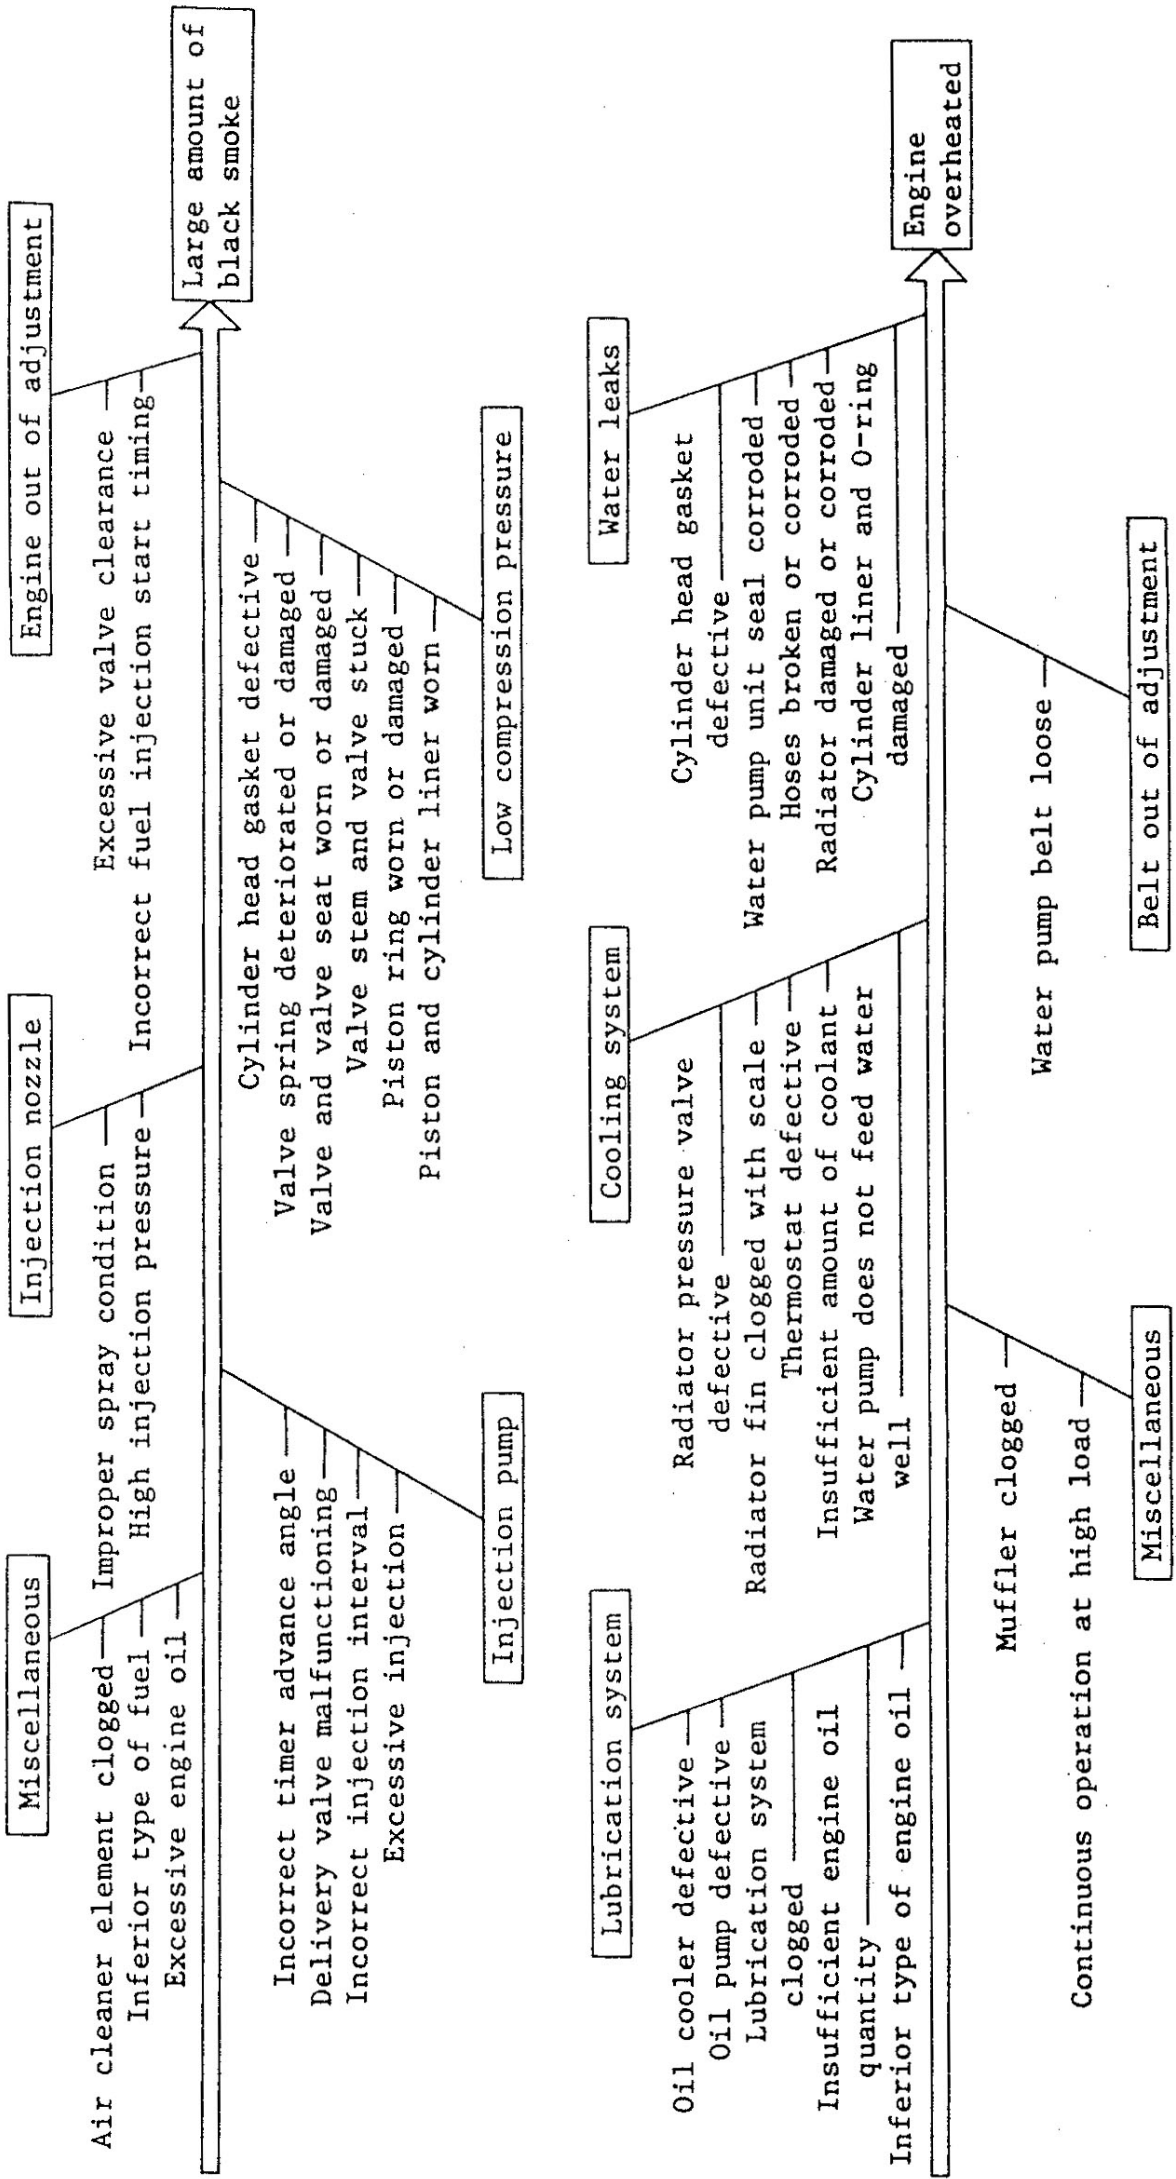 Miscellaneous
Air cleaner element clogged
Inferior type of fuel
Excessive engine oil
Injection nozzle
Improper spray condition
High injection pressure
Engine out of adjustment
Excessive valve clearance
Incorrect fuel injection start timing
Large amount of
black smoke
Incorrect timer advance angle
Delivery valve malfunctioning
Incorrect injection interval
Excessive injection
Injection pump
Cylinder head gasket defective
Valve spring deteriorated or damaged
Valve and valve seat worn or damaged
Valve stem and valve stuck
Piston ring worn or damaged
Piston and cylinder liner worn
Low compression pressure
Lubrication system
Oil cooler defective
Oil pump defective
Lubrication system
clogged
Insufficient engine oil
quantity
Inferior type of engine oil
Cooling system
Radiator pressure valve
defective
Radiator fin clogged with scale
Thermostat defective
Insufficient amount of coolant
Water pump does not feed water
well
Water leaks
Cylinder head gasket
defective
Water pump unit seal corroded
Hoses broken or corroded
Radiator damaged or corroded
Cylinder liner and O-ring
damaged
Engine
overheated
Muffler clogged
Continuous operation at high load
Miscellaneous
Water pump belt loose
Belt out of adjustment